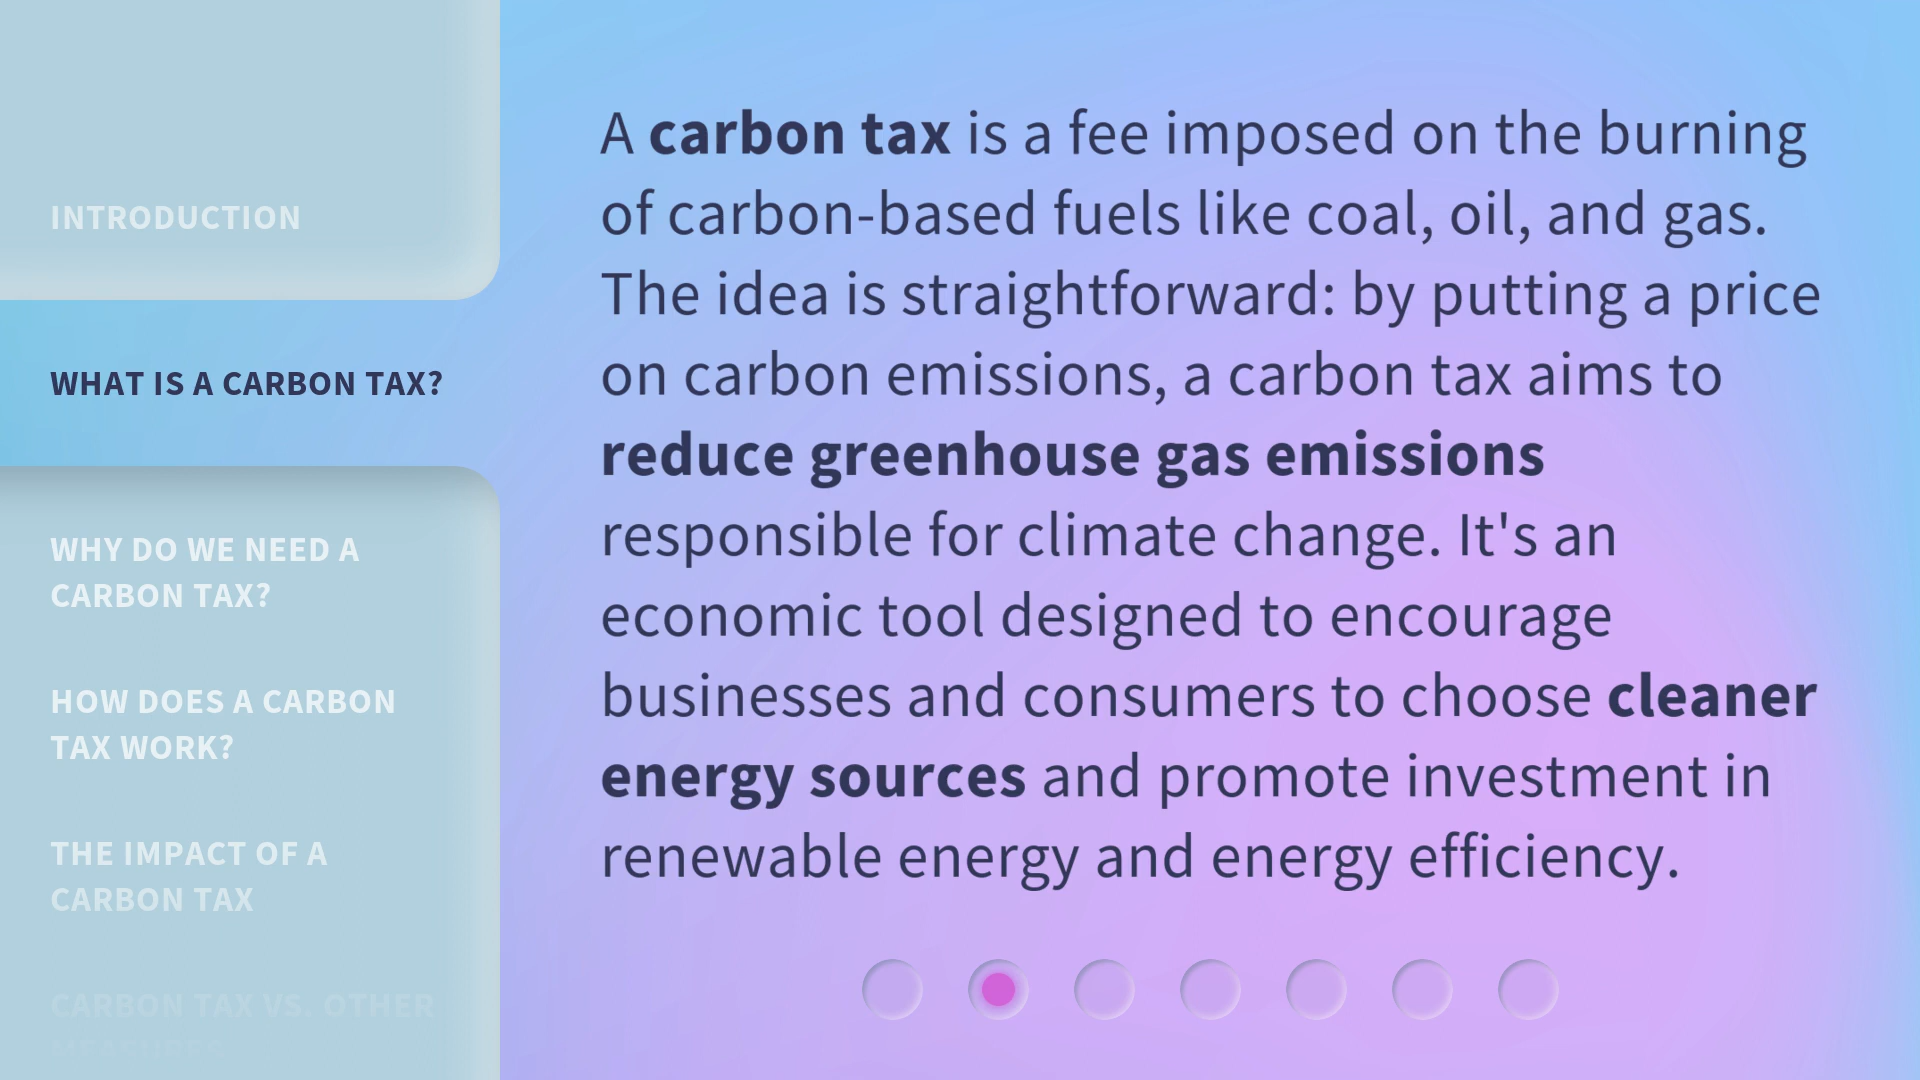 INTRODUCTION
WHAT IS A CARBON TAX?
WHY DO WE NEED A
CARBON TAX?
HOW DOES A CARBON
TAX WORK?
THE IMPACT OF A
CARBON TAX
CARBON TAX VS. OTHER
MEASURES
A carbon tax is a fee imposed on the burning
of carbon-based fuels like coal, oil, and gas.
The idea is straightforward: by putting a price
on carbon emissions, a carbon tax aims to
reduce greenhouse gas emissions
responsible for climate change. It's an
economic tool designed to encourage
businesses and consumers to choose cleaner
energy sources and promote investment in
renewable energy and energy efficiency.